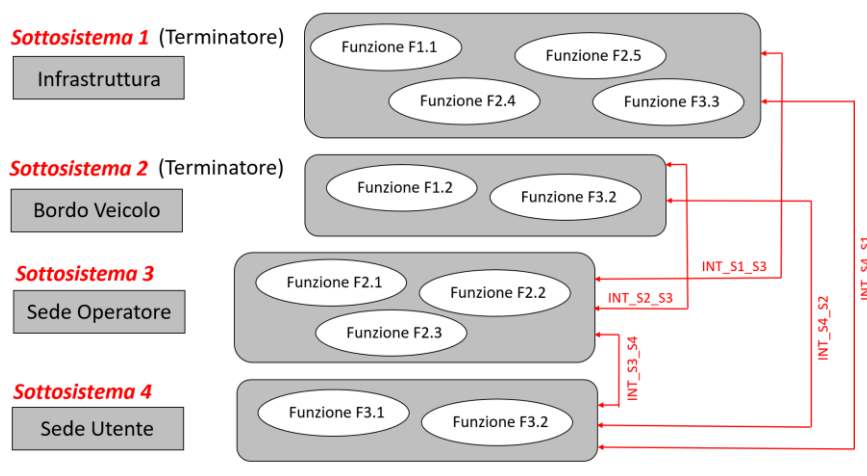 Sottosistema 1 (Terminatore)
Infrastruttura
Funzione F1.1
Funzione F2.5
Funzione F2.4
Funzione F3.3
Sottosistema 2 (Terminatore)
Bordo Veicolo
Funzione F1.2
Funzione F3.2
Sottosistema 3
Sede Operatore
Funzione F2.1
Funzione F2.2
Funzione F2.3
Sottosistema 4
Sede Utente
Funzione F3.1
Funzione F3.2
INT_S1_S3
INT_S2_S3
INT_S3_S4
INT_S4_S2
INT_S4_S1